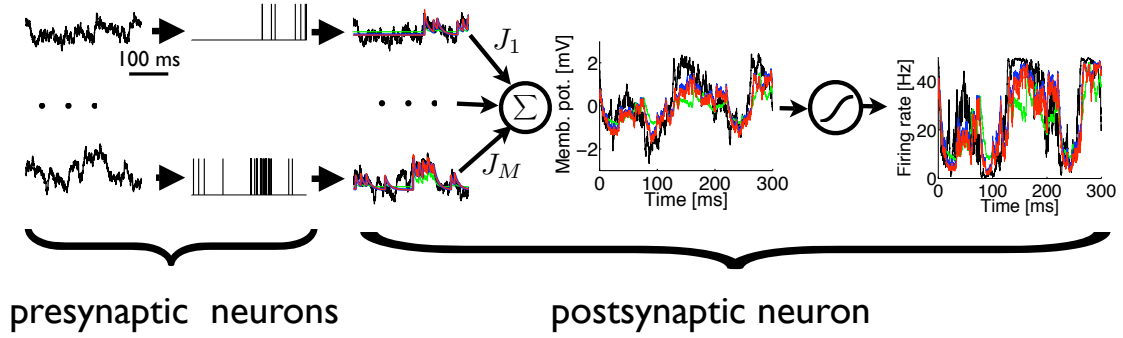 100 ms
. . .
J1
. . .
∑
JM
Memb. pot. [mV]
2
0
−2
0 100 200 300
Time [ms]
Firing rate [Hz]
40
20
0
0 100 200 300
Time [ms]
presynaptic neurons
postsynaptic neuron